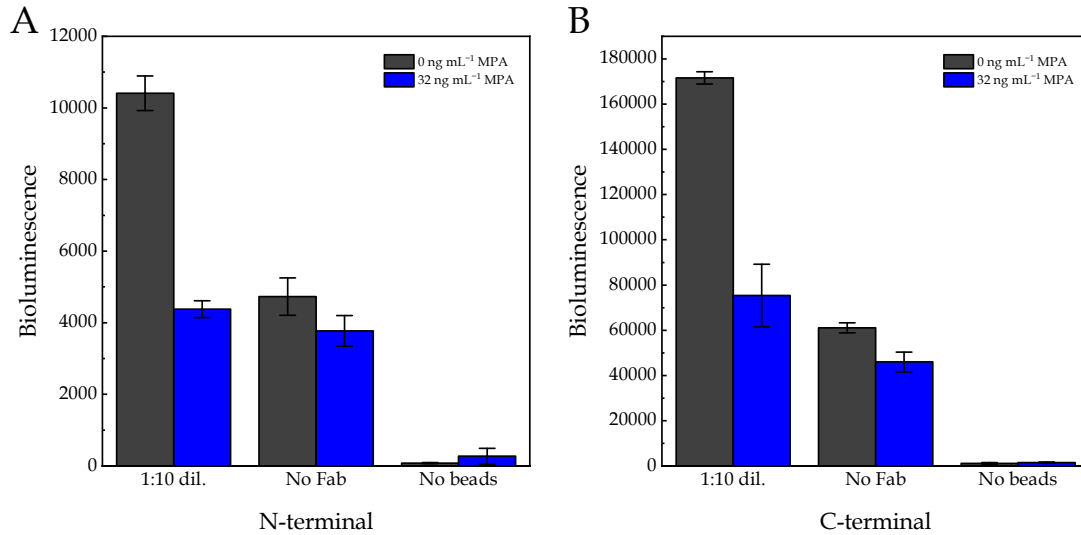 A
12000
10000
8000
6000
4000
2000
0
Bioluminescence
0 ng mL⁻¹ MPA
32 ng mL⁻¹ MPA
1:10 dil.
No Fab
No beads
N-terminal
B
180000
160000
140000
120000
100000
80000
60000
40000
20000
0
Bioluminescence
0 ng mL⁻¹ MPA
32 ng mL⁻¹ MPA
1:10 dil.
No Fab
No beads
C-terminal